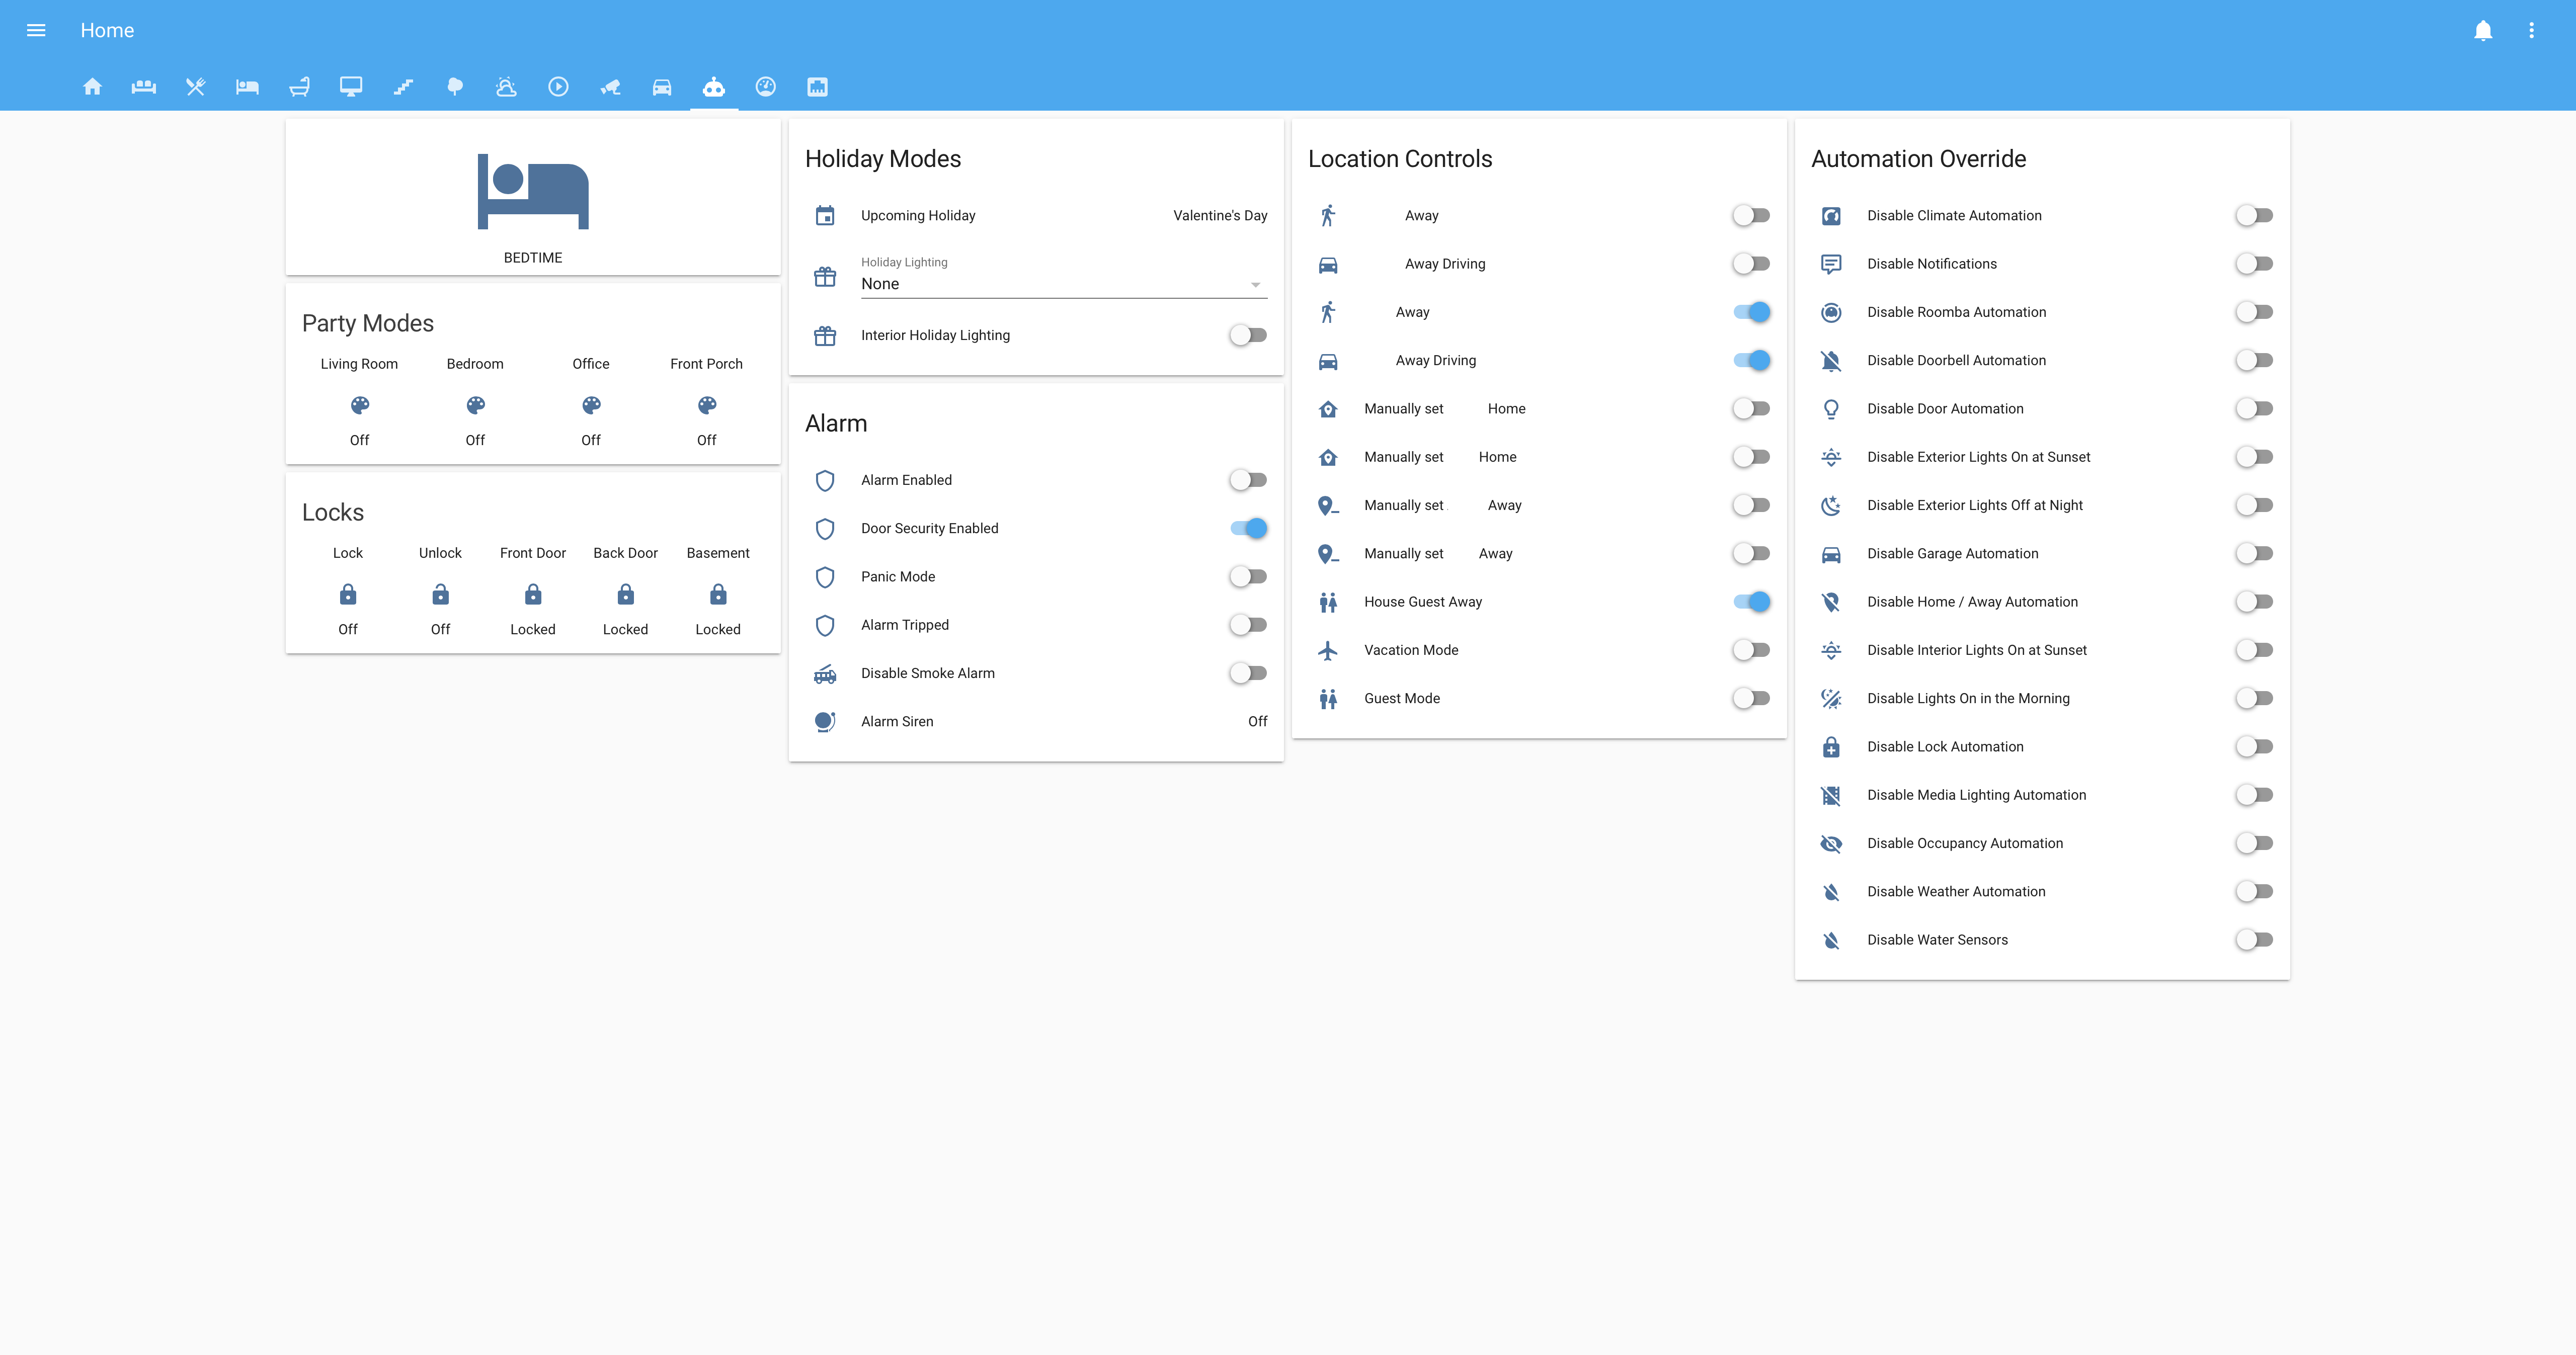 Home
BEDTIME
Party Modes
Living Room Bedroom Office Front Porch
Off Off Off Off
Locks
Lock Unlock Front Door Back Door Basement
Off Off Locked Locked Locked
Holiday Modes
Upcoming Holiday Valentine's Day
Holiday Lighting
None
Interior Holiday Lighting
Alarm
Alarm Enabled
Door Security Enabled
Panic Mode
Alarm Tripped
Disable Smoke Alarm
Alarm Siren Off
Location Controls
Away
Away Driving
Away
Away Driving
Manually set Home
Manually set Home
Manually set Away
Manually set Away
House Guest Away
Vacation Mode
Guest Mode
Automation Override
Disable Climate Automation
Disable Notifications
Disable Roomba Automation
Disable Doorbell Automation
Disable Door Automation
Disable Exterior Lights On at Sunset
Disable Exterior Lights Off at Night
Disable Garage Automation
Disable Home / Away Automation
Disable Interior Lights On at Sunset
Disable Lights On in the Morning
Disable Lock Automation
Disable Media Lighting Automation
Disable Occupancy Automation
Disable Weather Automation
Disable Water Sensors